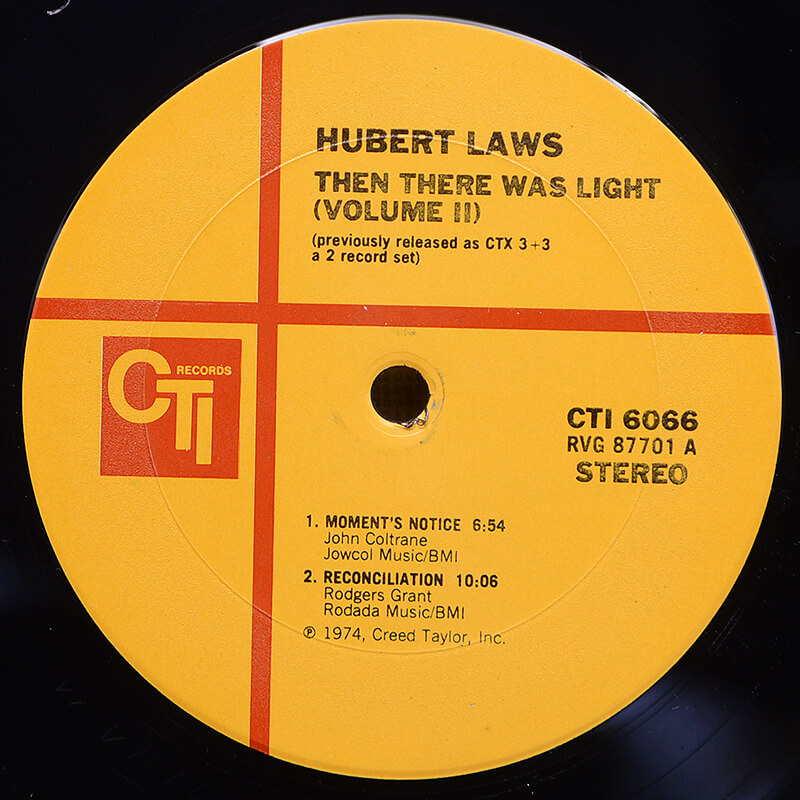 HUBERT LAWS
THEN THERE WAS LIGHT
(VOLUME II)
(previously released as CTX 3+3
a 2 record set)
CTI RECORDS
CTI 6066
RVG 87701 A
STEREO
1. MOMENT'S NOTICE 6:54
John Coltrane
Jowcol Music/BMI
2. RECONCILIATION 10:06
Rodgers Grant
Rodada Music/BMI
℗ 1974, Creed Taylor, Inc.